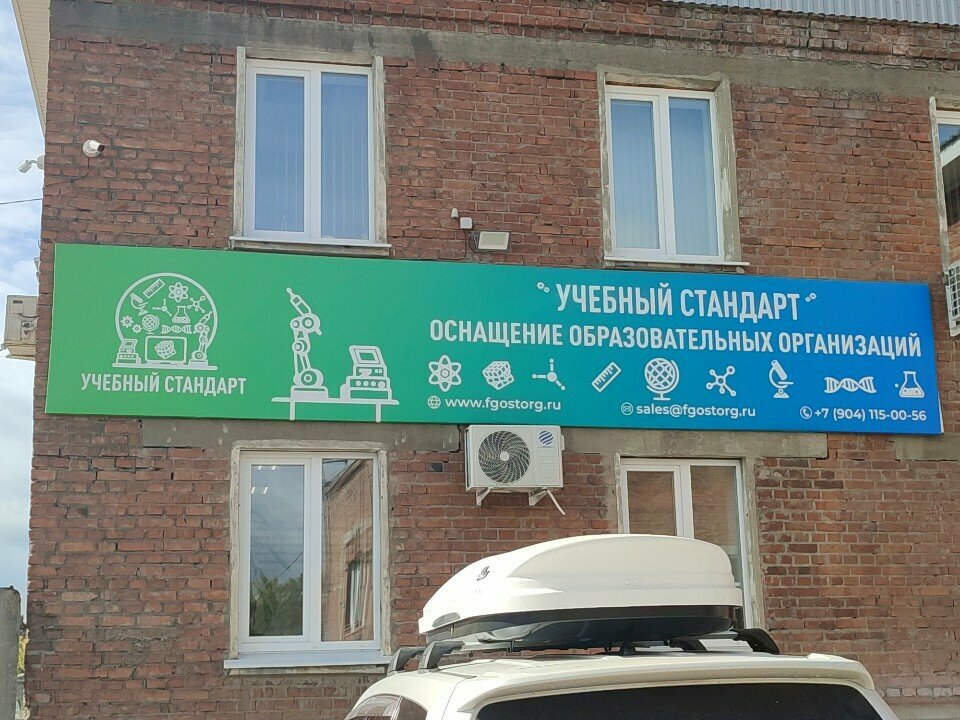 УЧЕБНЫЙ СТАНДАРТ
УЧЕБНЫЙ СТАНДАРТ
ОСНАЩЕНИЕ ОБРАЗОВАТЕЛЬНЫХ ОРГАНИЗАЦИЙ
www.fgostorg.ru
sales@fgostorg.ru
+7 (904) 115-00-56